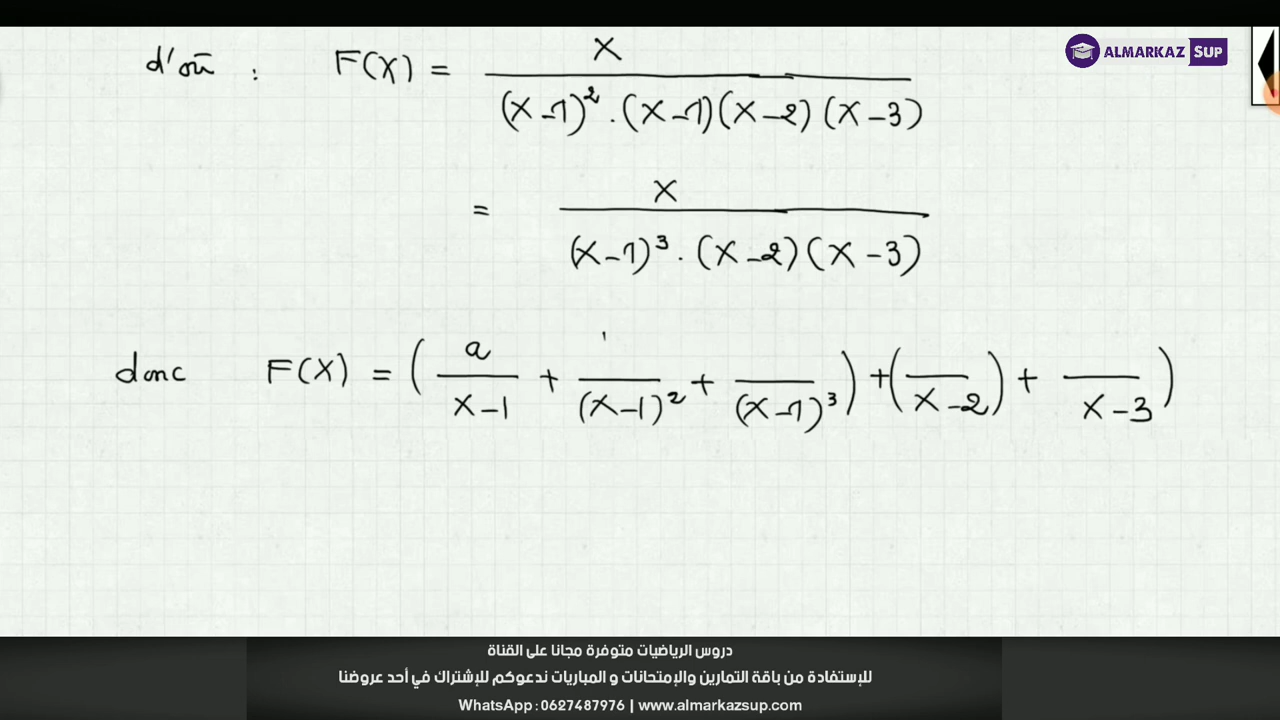 ALMARKAZ SUP
d'où : F(X) = X / (X-1)² . (X-1)(X-2)(X-3)
= X / (X-1)³ . (X-2)(X-3)
donc F(X) = ( a / X-1 + / (X-1)² + / (X-1)³ ) + ( / X-2 ) + / X-3 )
دروس الرياضيات متوفرة مجانا على القناة
للإستفادة من باقة التمارين والإمتحانات و المباريات ندعوكم للإشتراك في أحد عروضنا
WhatsApp : 0627487976 | www.almarkazsup.com